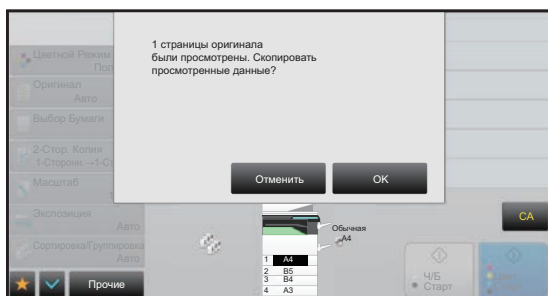 1 страницы оригинала
были просмотрены. Скопировать
просмотренные данные?
Отменить
OK
Цветной Режим
Оригинал
Авто
Выбор Бумаги
2-Стор. Копия
1-Сторонн.→1-С
Масштаб
Экспозиция
Авто
Сортировка/Группировка
Авто
Прочие
Обычная
A4
1 A4
2 B5
3 B4
4 A3
CA
Ч/Б
Старт